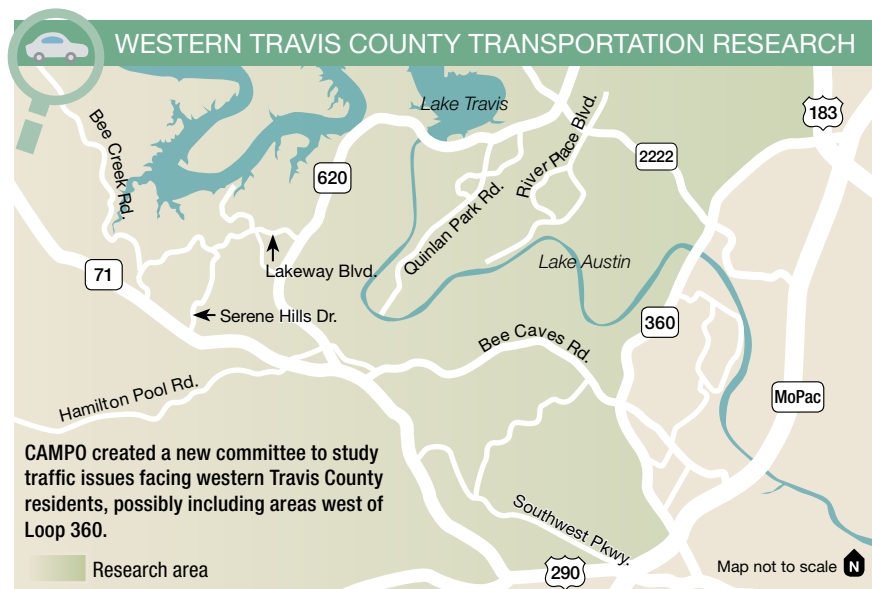 WESTERN TRAVIS COUNTY TRANSPORTATION RESEARCH
Lake Travis
183
Bee Creek Rd.
River Place Blvd.
2222
620
Quinlan Park Rd.
Lake Austin
Lakeway Blvd.
71
Serene Hills Dr.
360
Bee Caves Rd.
Hamilton Pool Rd.
MoPac
CAMPO created a new committee to study
traffic issues facing western Travis County
residents, possibly including areas west of
Loop 360.
Southwest Pkwy.
Research area
290
Map not to scale N